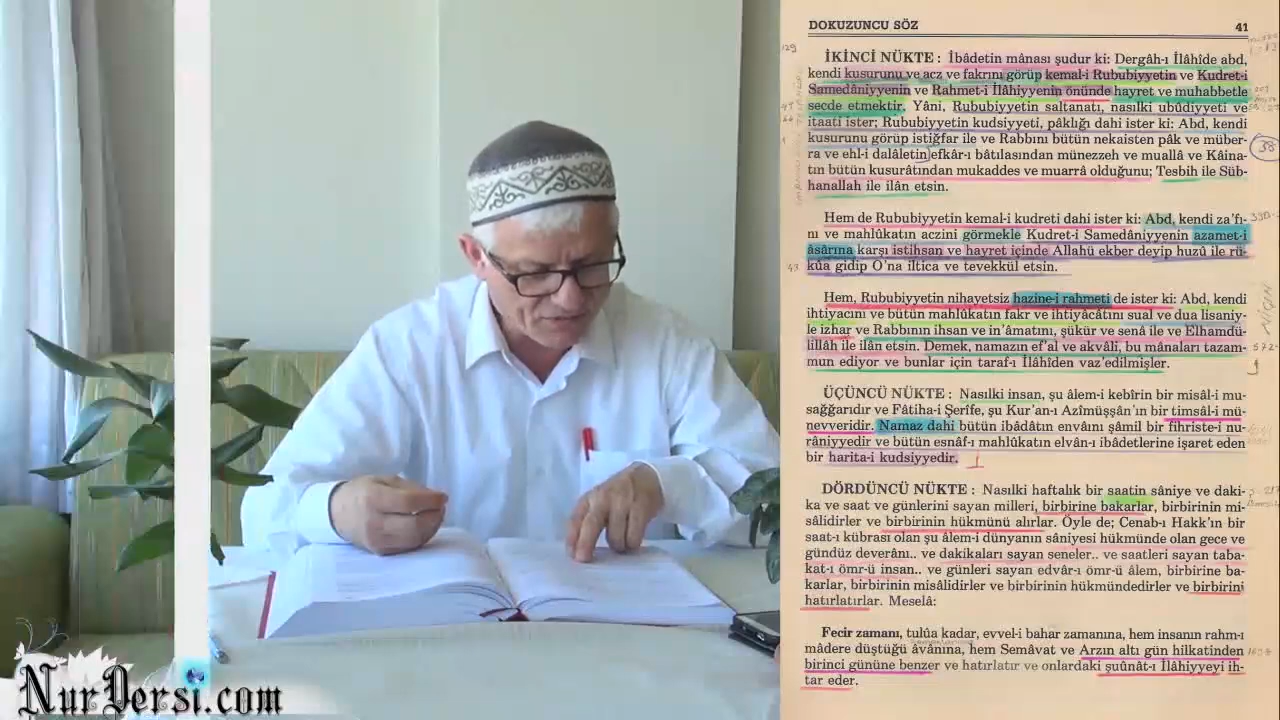 DOKUZUNCU SÖZ 41
İKİNCİ NÜKTE : İbâdetin mânası şudur ki: Dergâh-ı İlâhîde abd,
kendi kusurunu ve acz ve fakrını görüp kemal-i Rububiyyetin ve Kudret-i
Samedâniyyenin ve Rahmet-i İlâhiyyenin önünde hayret ve muhabbetle
secde etmektir. Yâni, Rububiyyetin saltanatı, nasılki ubûdiyyeti ve
itaati ister; Rububiyyetin kudsiyyeti, pâklığı dahi ister ki: Abd, kendi
kusurunu görüp istiğfar ile ve Rabbını bütün nekaisten pâk ve müber-
ra ve ehl-i dalâletin efkâr-ı bâtılasından münezzeh ve muallâ ve Kâina-
tın bütün kusurâtından mukaddes ve muarrâ olduğunu; Tesbih ile Süb-
hanallah ile ilân etsin.
Hem de Rububiyyetin kemal-i kudreti dahi ister ki: Abd, kendi za'fı-
nı ve mahlûkatın aczini görmekle Kudret-i Samedâniyyenin azamet-i
âsârına karşı istihsan ve hayret içinde Allahü ekber deyip huzû ile rü-
kûa gidip O'na iltica ve tevekkül etsin.
Hem, Rububiyyetin nihayetsiz hazine-i rahmeti de ister ki: Abd, kendi
ihtiyacını ve bütün mahlûkatın fakr ve ihtiyâcâtını sual ve dua lisaniy-
le izhar ve Rabbının ihsan ve in'âmatını, şükür ve senâ ile ve Elhamdü-
lillâh ile ilân etsin. Demek, namazın ef'al ve akvâli, bu mânaları tazam-
mun ediyor ve bunlar için taraf-ı İlâhîden vaz'edilmişler.
ÜÇÜNCÜ NÜKTE : Nasılki insan, şu âlem-i kebîrin bir misâl-i mu-
sağğarıdır ve Fâtiha-i Şerîfe, şu Kur'an-ı Azîmüşşân'ın bir timsâl-i mü-
nevveridir. Namaz dahi bütün ibâdâtın envâını şâmil bir fihriste-i nu-
râniyyedir ve bütün esnâf-ı mahlûkatın elvân-ı ibâdetlerine işaret eden
bir harita-i kudsiyyedir.
DÖRDÜNCÜ NÜKTE : Nasılki haftalık bir saatin sâniye ve daki-
ka ve saat ve günlerini sayan milleri, birbirine bakarlar, birbirinin mi-
sâlidirler ve birbirinin hükmünü alırlar. Öyle de; Cenab-ı Hakk'ın bir
saat-ı kübrası olan şu âlem-i dünyanın sâniyesi hükmünde olan gece ve
gündüz deverânı.. ve dakikaları sayan seneler.. ve saatleri sayan taba-
kat-ı ömr-ü insan.. ve günleri sayan edvâr-ı ömr-ü âlem, birbirine ba-
karlar, birbirinin misâlidirler ve birbirinin hükmündedirler ve birbirini
hatırlatırlar. Meselâ:
Fecir zamanı, tulûa kadar, evvel-i bahar zamanına, hem insanın rahm-ı
mâdere düştüğü âvânına, hem Semâvat ve Arzın altı gün hilkatinden
birinci gününe benzer ve hatırlatır ve onlardaki şuûnât-ı İlâhiyyeyi ih-
tar eder.
NurDersi.com